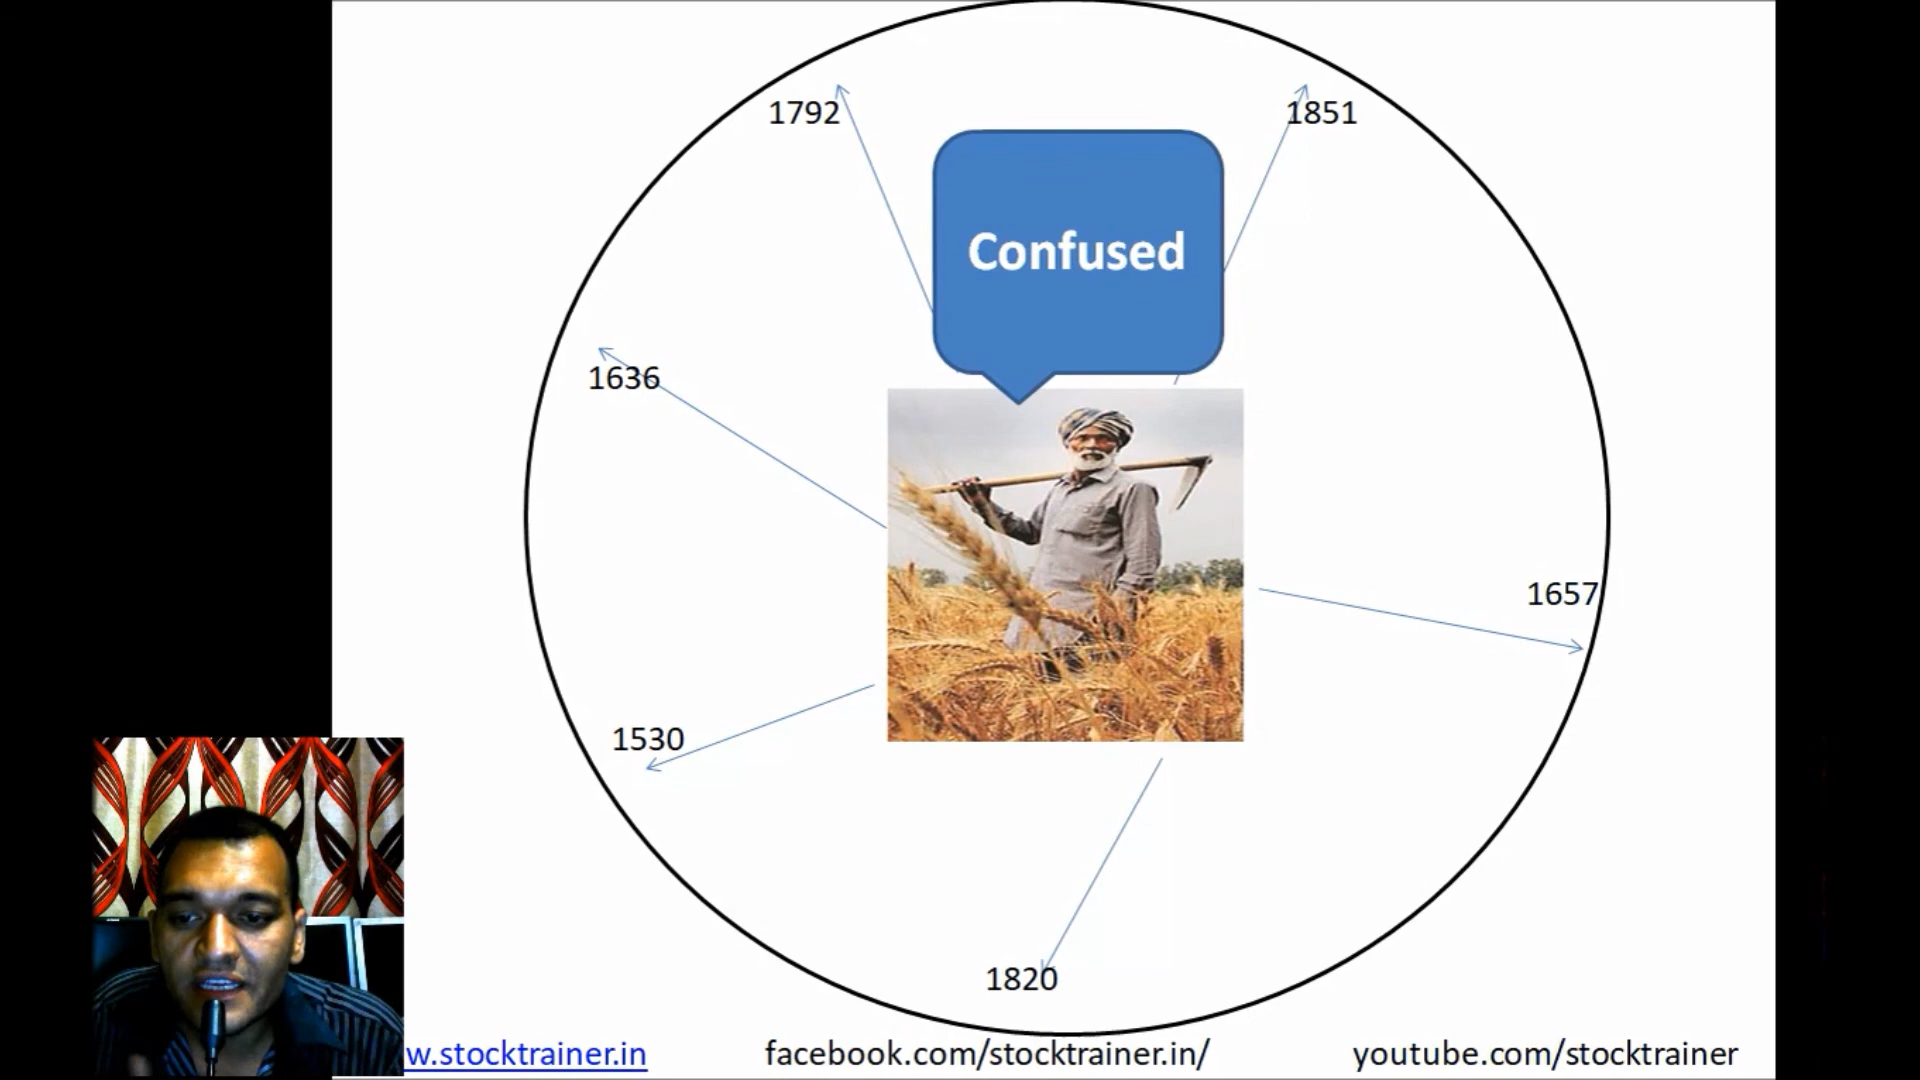 1792
1851
Confused
1636
1657
1530
1820
w.stocktrainer.in
facebook.com/stocktrainer.in/
youtube.com/stocktrainer